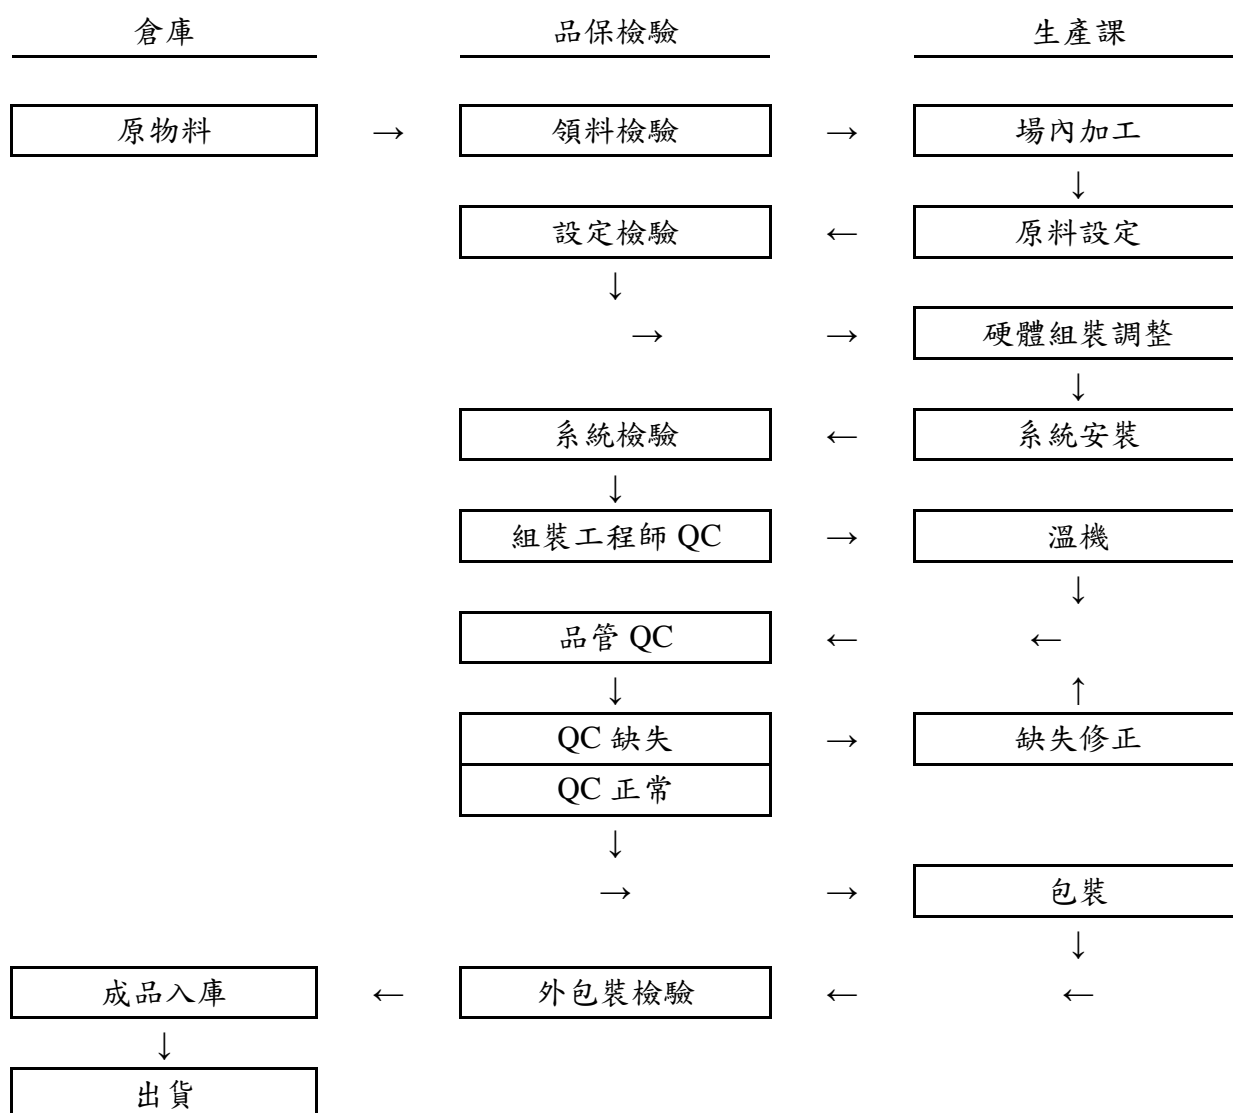 倉庫 品保檢驗 生產課
原物料 → 領料檢驗 → 場內加工
↓
設定檢驗 ← 原料設定
↓
→ → 硬體組裝調整
↓
系統檢驗 ← 系統安裝
↓
組裝工程師 QC → 溫機
↓
品管 QC ← ←
↓ ↑
QC 缺失 → 缺失修正
QC 正常
↓
→ → 包裝
↓
成品入庫 ← 外包裝檢驗 ← ←
↓
出貨